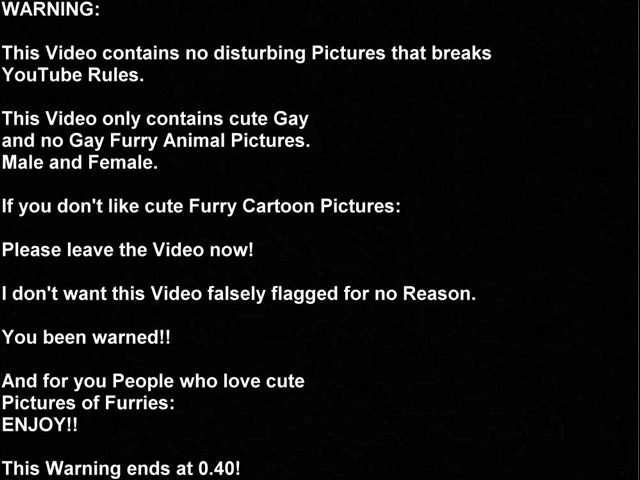 WARNING:
This Video contains no disturbing Pictures that breaks
YouTube Rules.
This Video only contains cute Gay
and no Gay Furry Animal Pictures.
Male and Female.
If you don't like cute Furry Cartoon Pictures:
Please leave the Video now!
I don't want this Video falsely flagged for no Reason.
You been warned!!
And for you People who love cute
Pictures of Furries:
ENJOY!!
This Warning ends at 0.40!